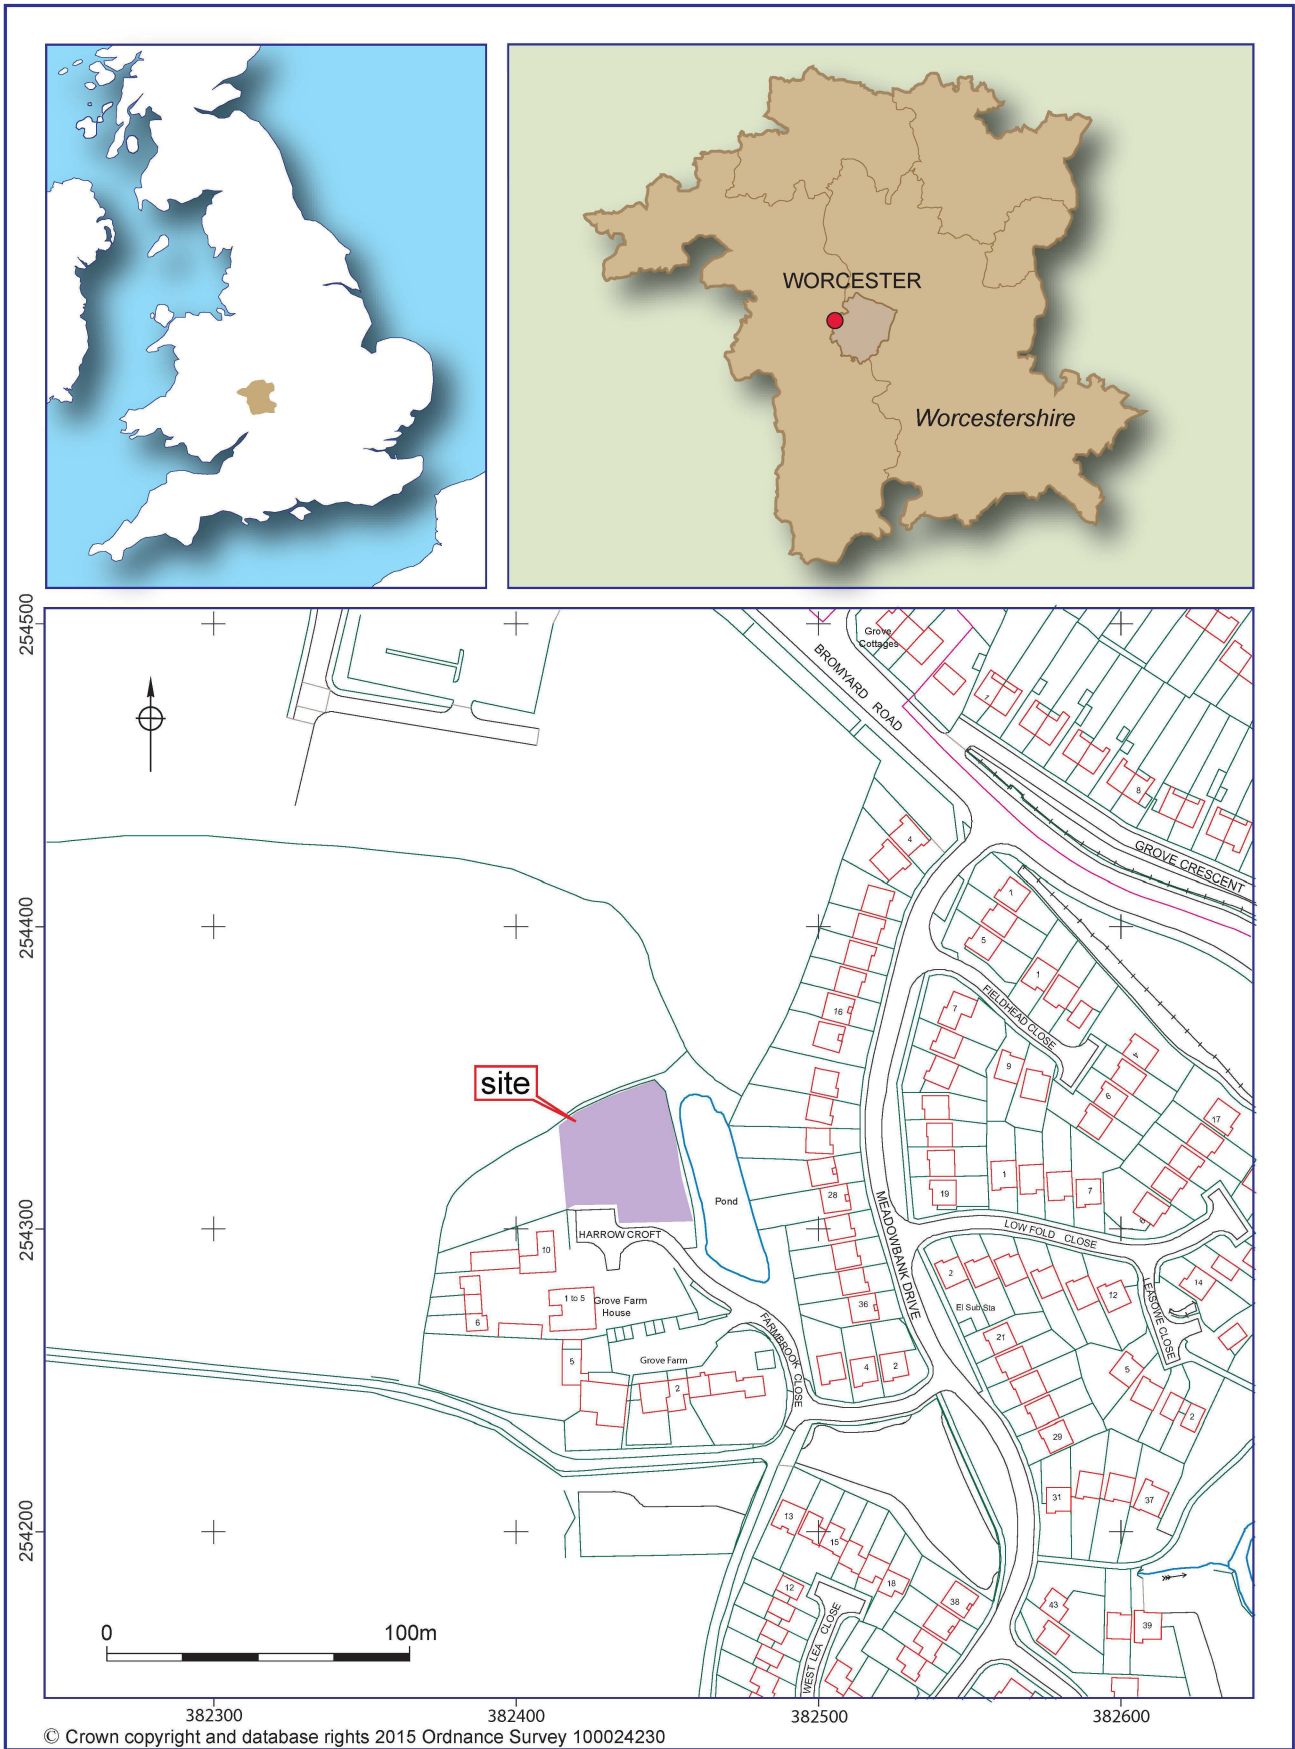 WORCESTER
Worcestershire
254500
254400
254300
254200
Grove
Cottages
BROMYARD ROAD
7
8
GROVE CRESCENT
4
1
5
1
16
7
FIELDHEAD CLOSE
9
4
6
17
site
19
1
7
Pond
28
MEADOWBANK DRIVE
LOW FOLD CLOSE
HARROW CROFT
10
2
12
14
El Sub Sta
LEASOWE CLOSE
1 to 5
Grove Farm
House
6
36
21
FARMBROOK CLOSE
5
Grove Farm
2
4
2
5
2
29
31
37
13
15
12
18
38
43
39
WEST LEA CLOSE
0 100m
382300 382400 382500 382600
© Crown copyright and database rights 2015 Ordnance Survey 100024230